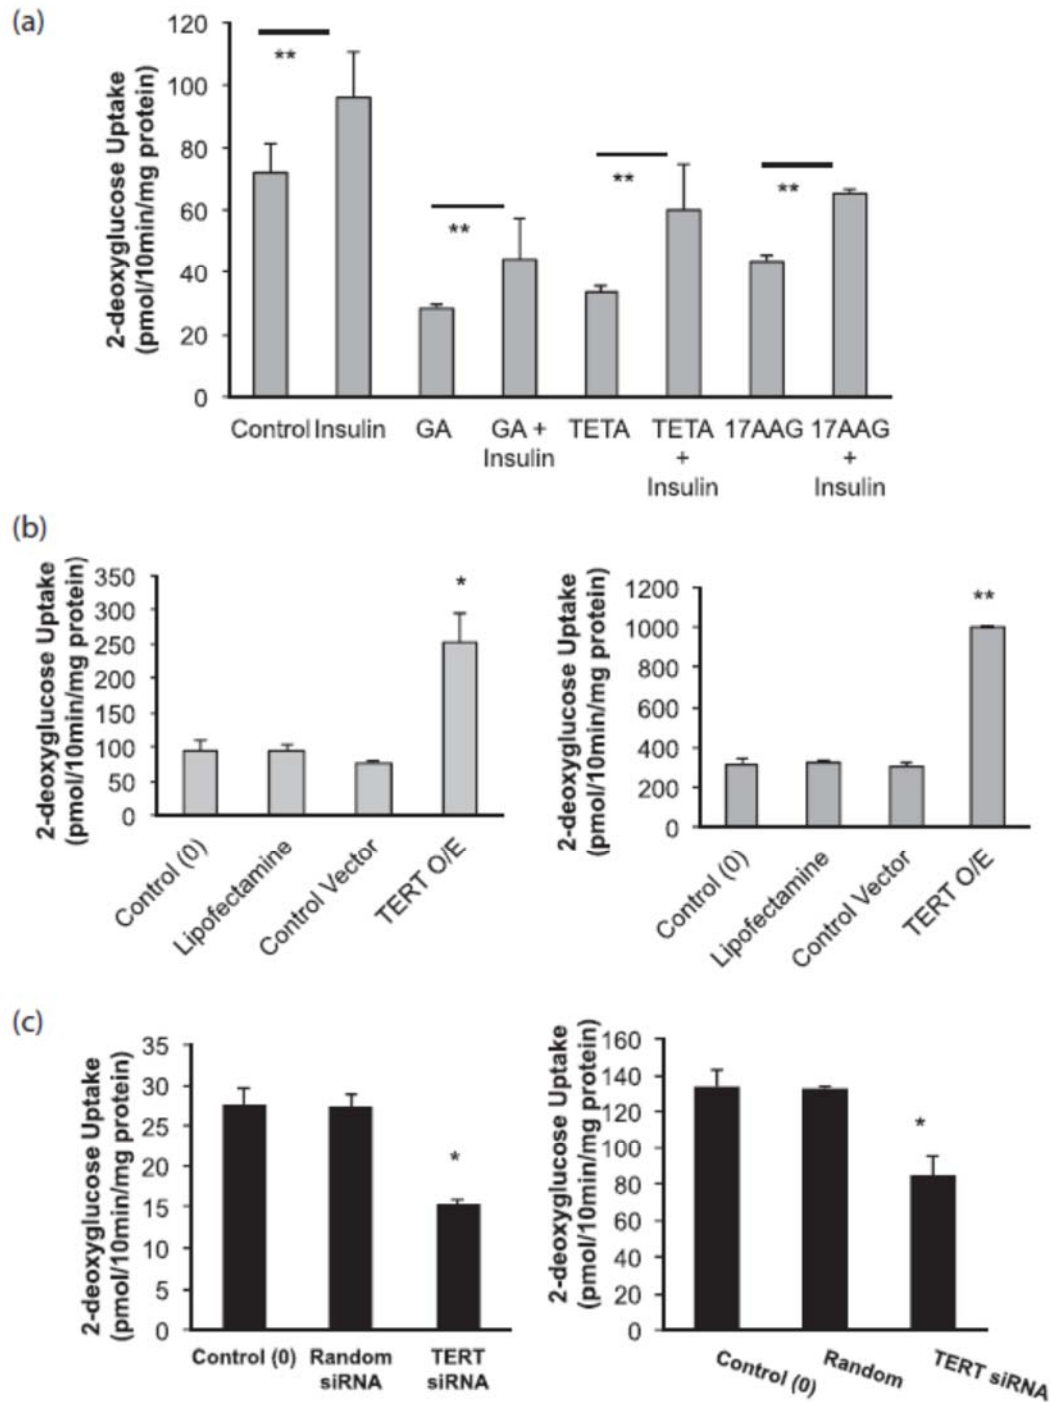 (a)
2-deoxyglucose Uptake
(pmol/10min/mg protein)
120
100
80
60
40
20
0
**
**
**
**
Control Insulin GA GA + TETA TETA 17AAG 17AAG
Insulin + +
Insulin Insulin
(b)
2-deoxyglucose Uptake
(pmol/10min/mg protein)
350
300
250
200
150
100
50
0
*
Control (0)
Lipofectamine
Control Vector
TERT O/E
2-deoxyglucose Uptake
(pmol/10min/mg protein)
1200
1000
800
600
400
200
0
**
Control (0)
Lipofectamine
Control Vector
TERT O/E
(c)
2-deoxyglucose Uptake
(pmol/10min/mg protein)
35
30
25
20
15
10
5
0
*
Control (0) Random TERT
siRNA siRNA
2-deoxyglucose Uptake
(pmol/10min/mg protein)
160
140
120
100
80
60
40
20
0
*
Control (0)
Random
TERT siRNA